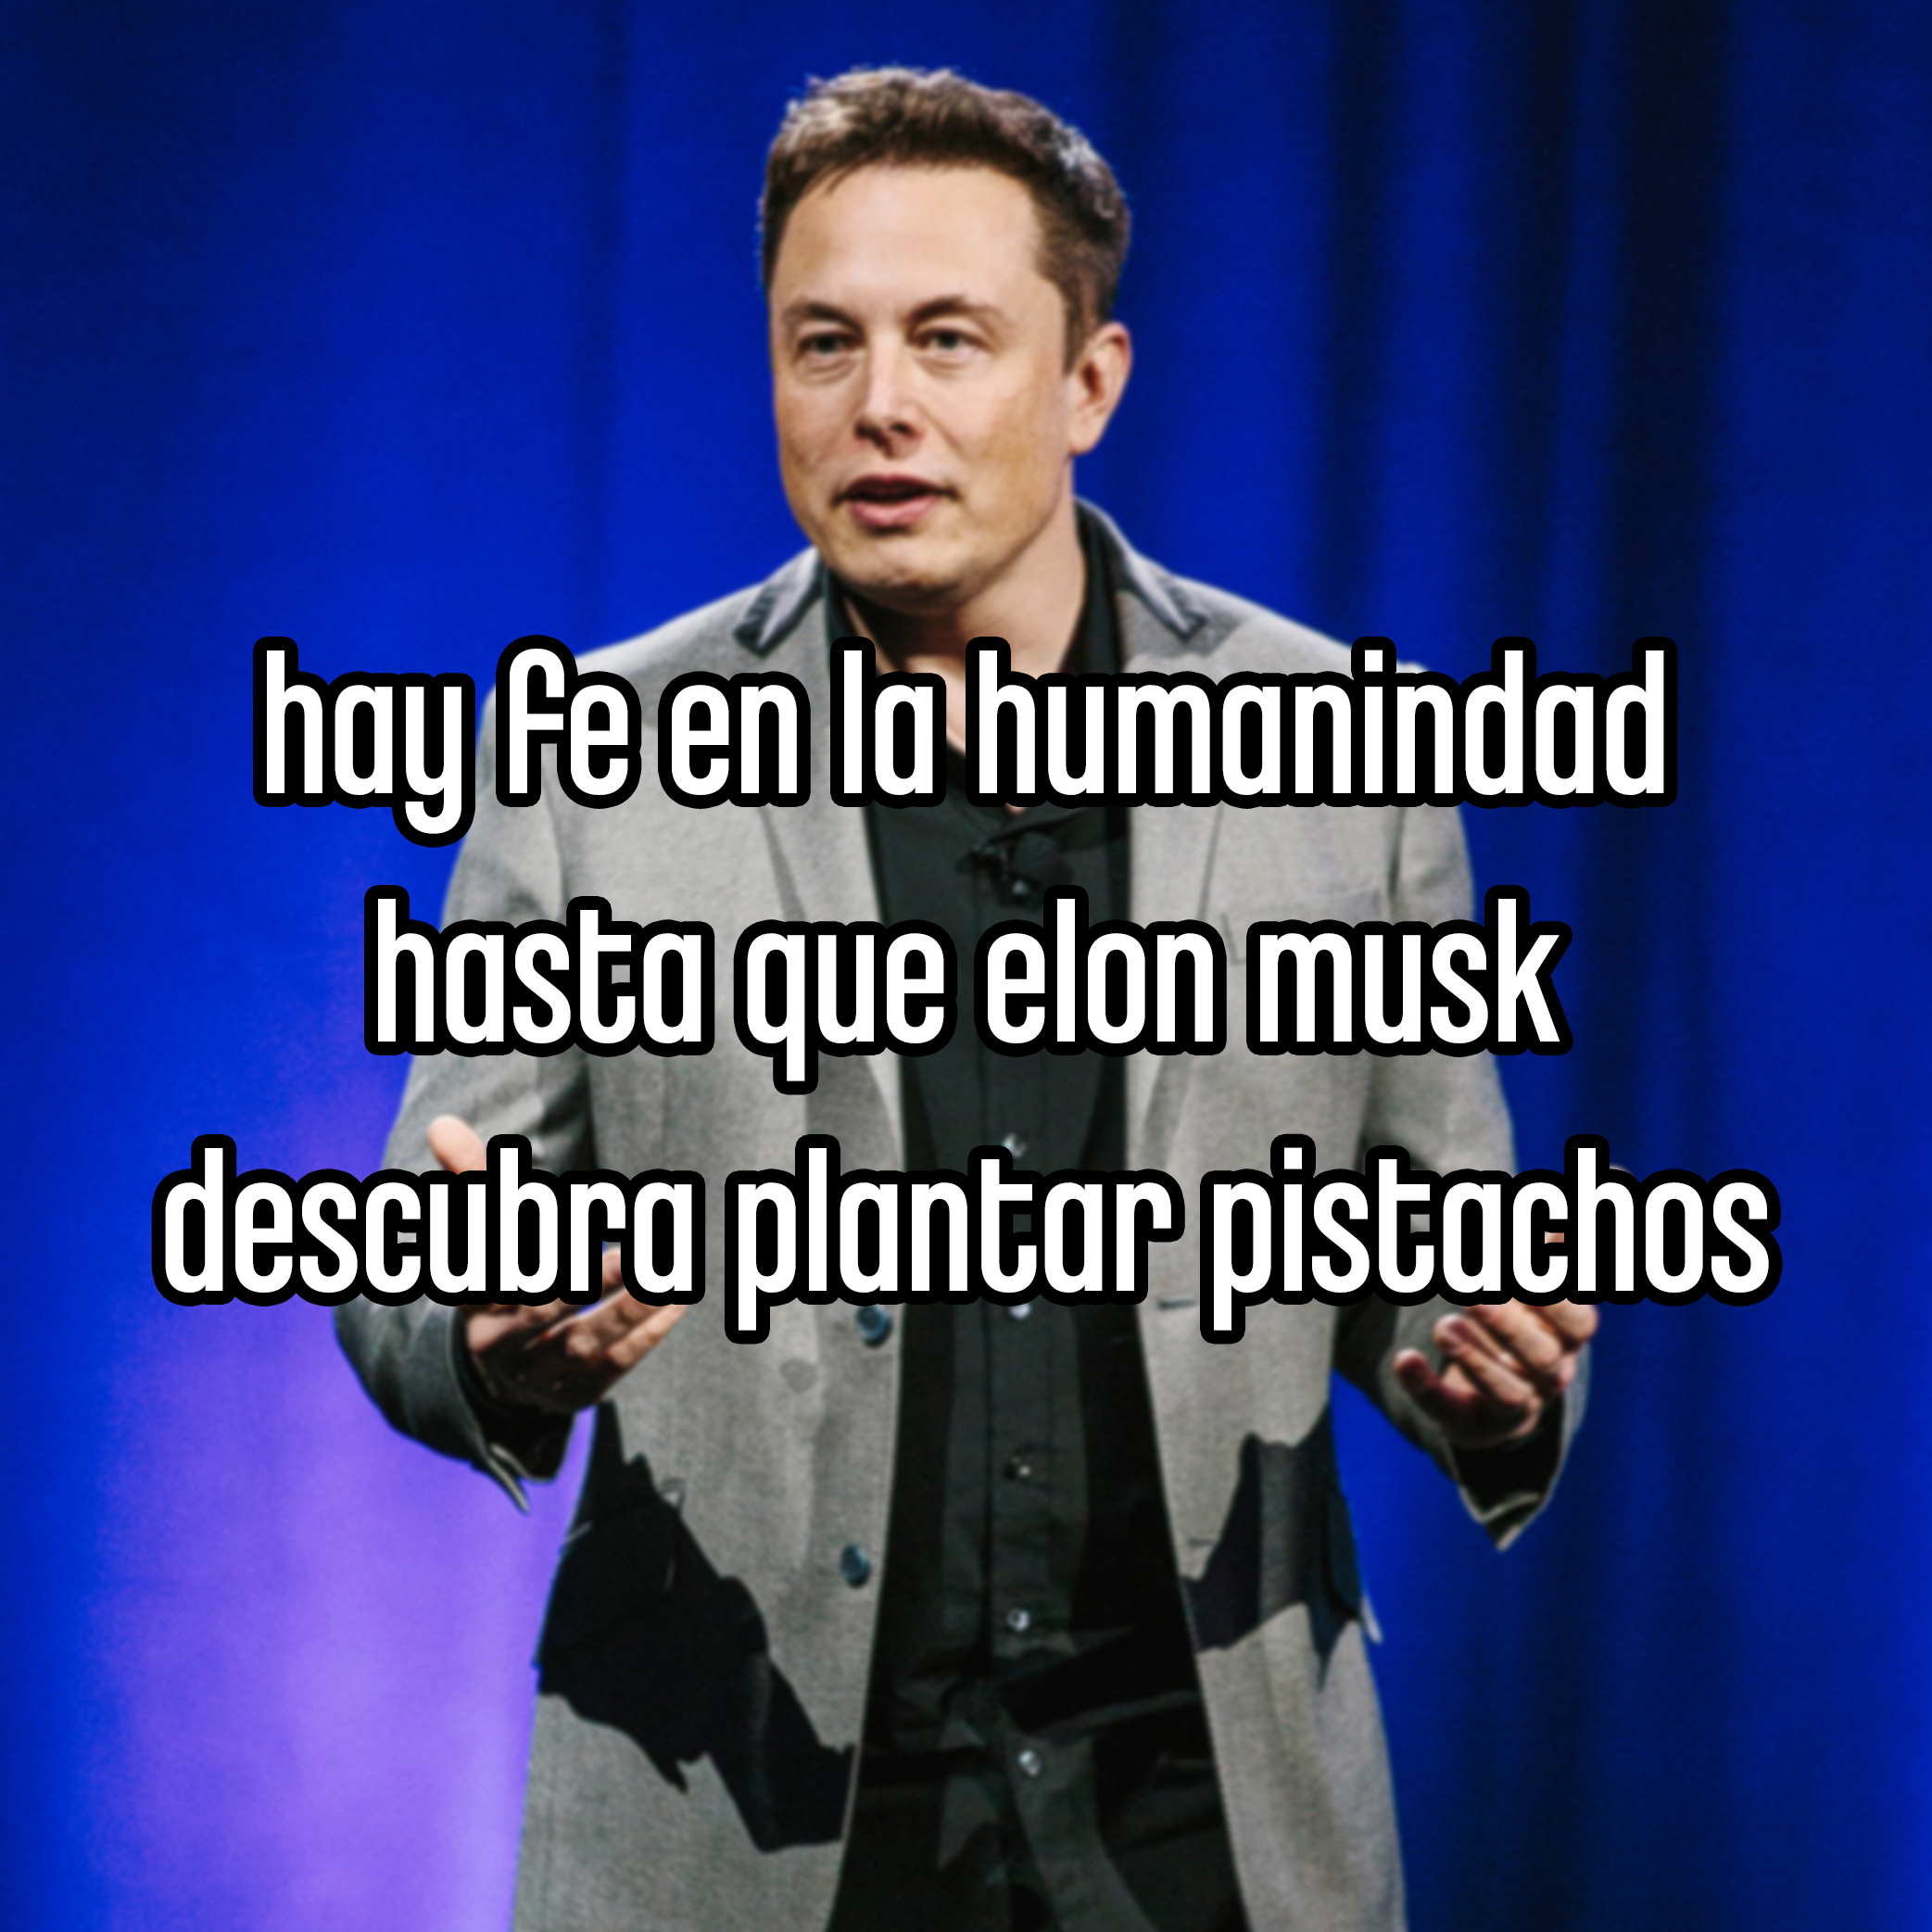 hay fe en la humanindad
hasta que elon musk
descubra plantar pistachos